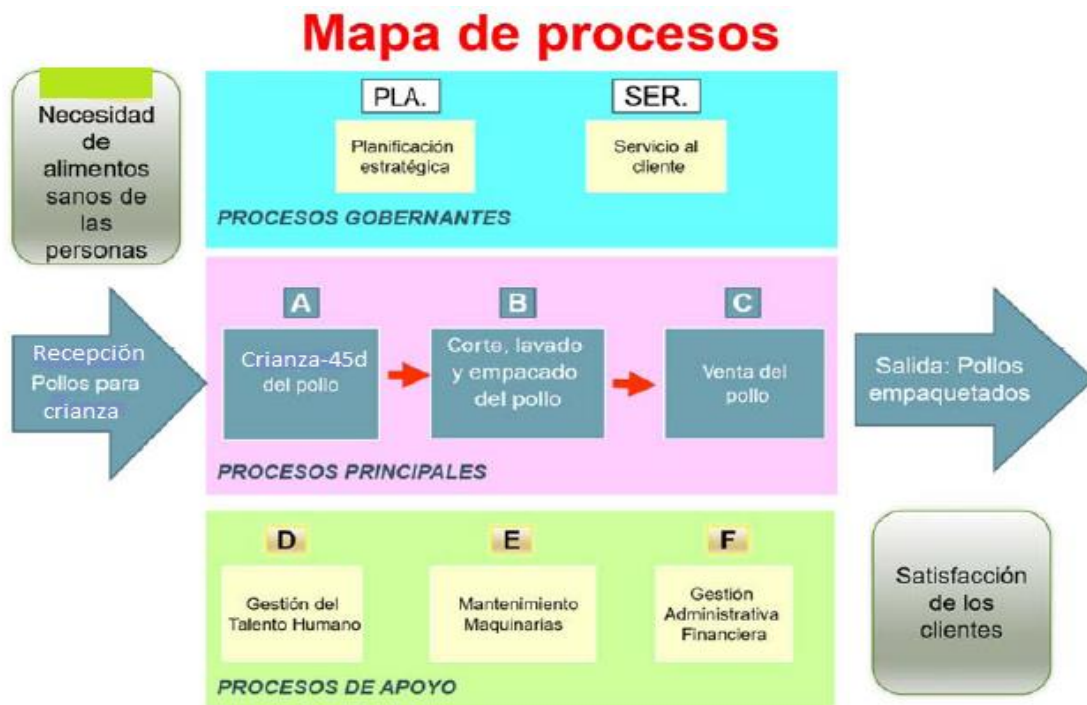 Mapa de procesos
Necesidad
de
alimentos
sanos de
las
personas
PLA.
Planificación
estratégica
SER.
Servicio al
cliente
PROCESOS GOBERNANTES
Recepción
Pollos para
crianza
A
Crianza-45d
del pollo
B
Corte, lavado
y empacado
del pollo
C
Venta del
pollo
PROCESOS PRINCIPALES
Salida: Pollos
empaquetados
D
Gestión del
Talento Humano
E
Mantenimiento
Maquinarias
F
Gestión
Administrativa
Financiera
PROCESOS DE APOYO
Satisfacción
de los
clientes